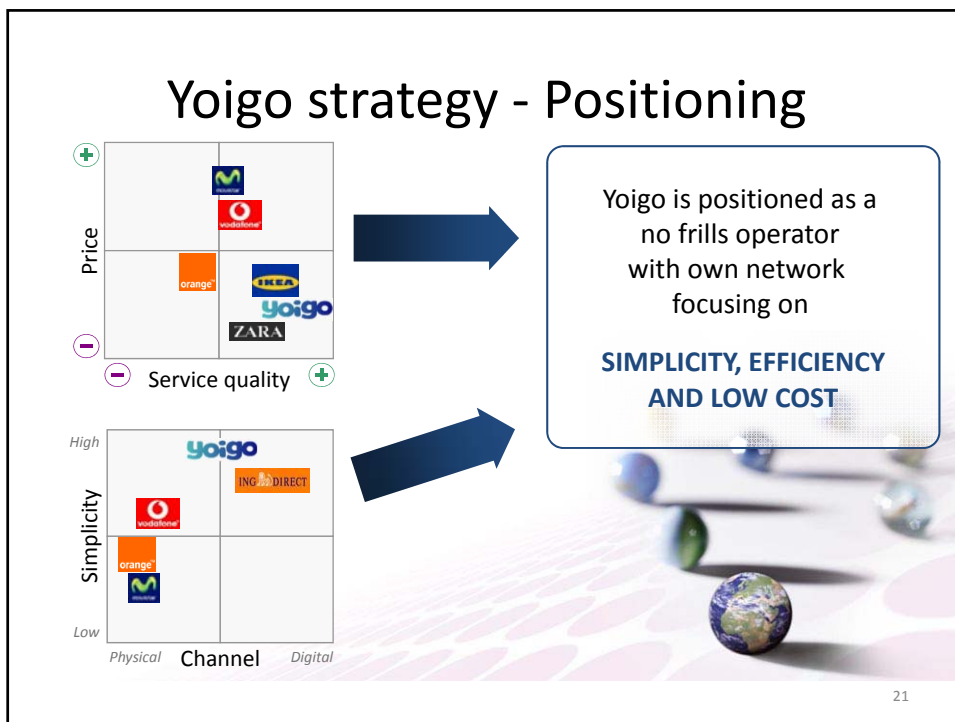 Yoigo strategy - Positioning
+
movistar
vodafone
Price
orange™
IKEA
yoigo
ZARA
−
− Service quality +
Yoigo is positioned as a
no frills operator
with own network
focusing on
SIMPLICITY, EFFICIENCY
AND LOW COST
High
yoigo
ING DIRECT
vodafone
Simplicity
orange™
movistar
Low
Physical Channel Digital
21